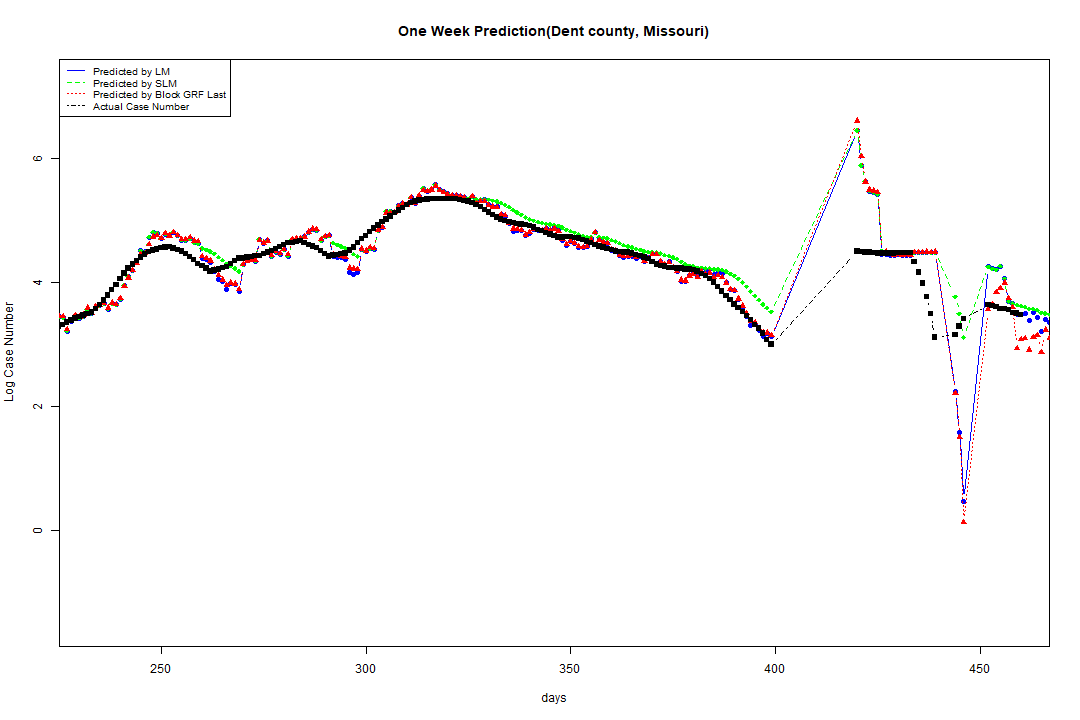 One Week Prediction(Dent county, Missouri)
Predicted by LM
Predicted by SLM
Predicted by Block GRF Last
Actual Case Number
6
4
2
0
Log Case Number
250 300 350 400 450
days